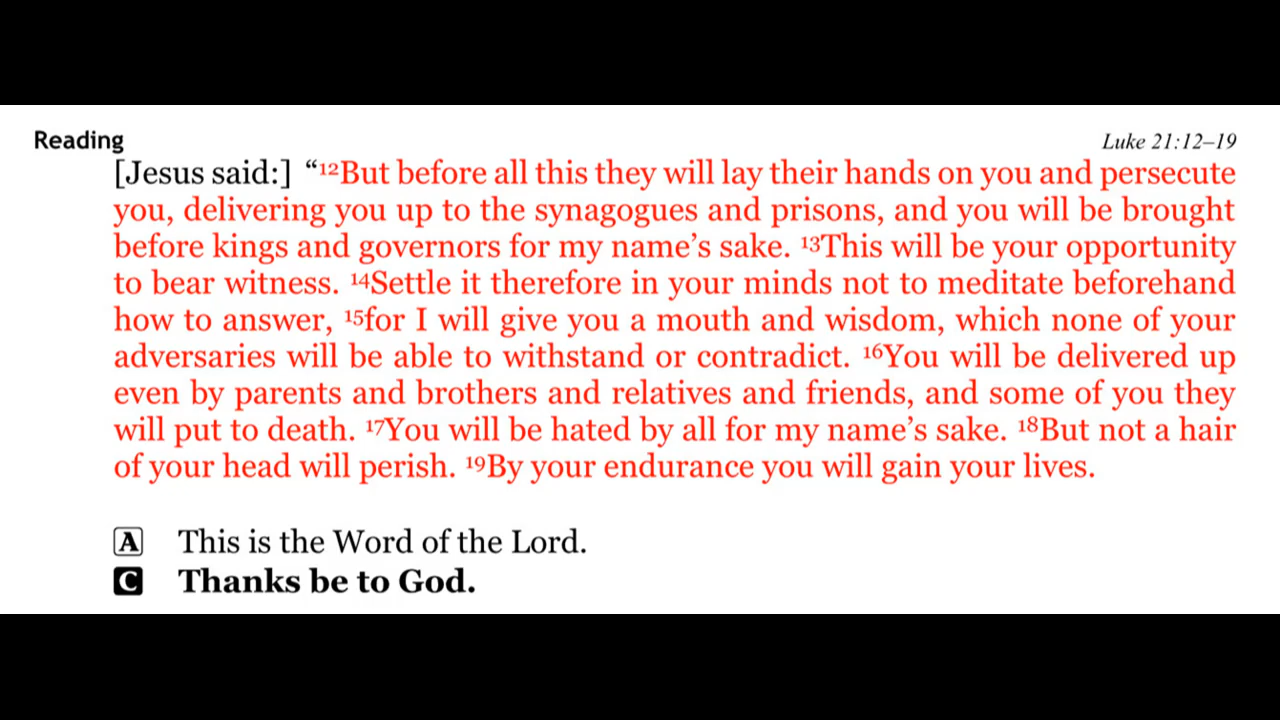 Reading
Luke 21:12–19
[Jesus said:] “12But before all this they will lay their hands on you and persecute
you, delivering you up to the synagogues and prisons, and you will be brought
before kings and governors for my name’s sake. 13This will be your opportunity
to bear witness. 14Settle it therefore in your minds not to meditate beforehand
how to answer, 15for I will give you a mouth and wisdom, which none of your
adversaries will be able to withstand or contradict. 16You will be delivered up
even by parents and brothers and relatives and friends, and some of you they
will put to death. 17You will be hated by all for my name’s sake. 18But not a hair
of your head will perish. 19By your endurance you will gain your lives.
A This is the Word of the Lord.
C Thanks be to God.